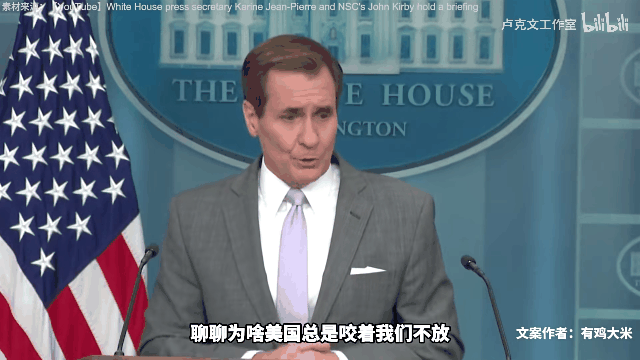 素材来源：【YouTube】White House press secretary Karine Jean-Pierre and NSC's John Kirby hold a briefing
卢克文工作室 bilibili
THE WHITE HOUSE
NGTON
聊聊为啥美国总是咬着我们不放
文案作者：有鸡大米